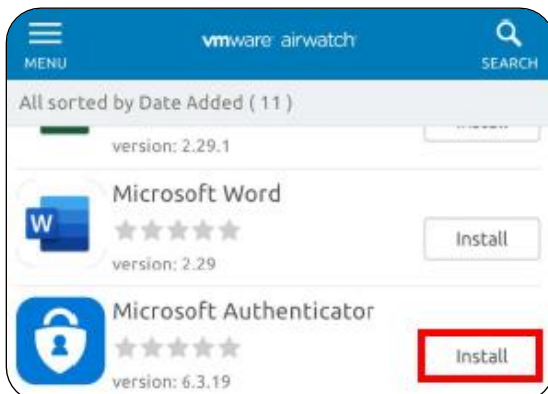 vmware airwatch
MENU
SEARCH
All sorted by Date Added ( 11 )
version: 2.29.1
Microsoft Word
W
Install
version: 2.29
Microsoft Authenticator
Install
version: 6.3.19